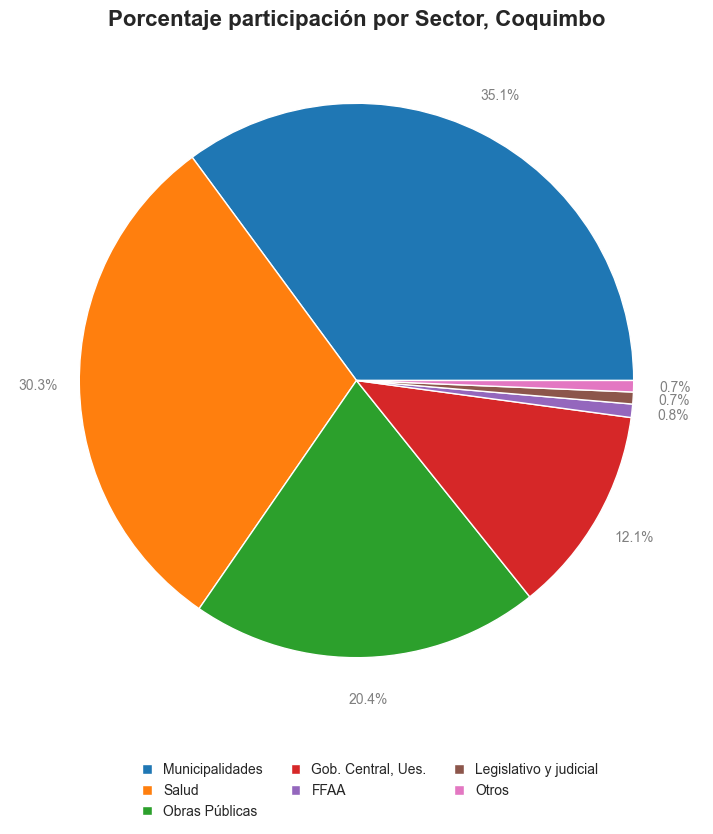 Porcentaje participación por Sector, Coquimbo
35.1%
30.3%
0.7%
0.7%
0.8%
12.1%
20.4%
Municipalidades
Salud
Obras Públicas
Gob. Central, Ues.
FFAA
Legislativo y judicial
Otros